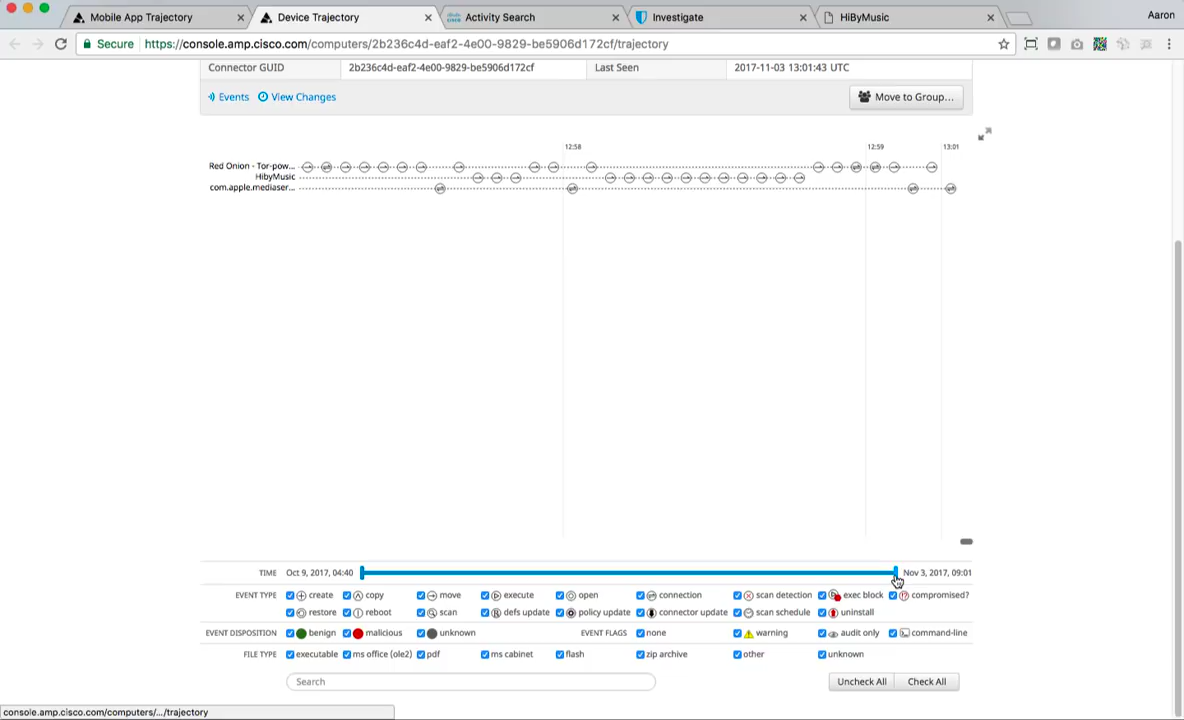 Mobile App Trajectory
Device Trajectory
Activity Search
Investigate
HiByMusic
Aaron
Secure https://console.amp.cisco.com/computers/2b236c4d-eaf2-4e00-9829-be5906d172cf/trajectory
Connector GUID 2b236c4d-eaf2-4e00-9829-be5906d172cf Last Seen 2017-11-03 13:01:43 UTC
Events View Changes Move to Group...
12:58 12:59 13:01
Red Onion - Tor-pow...
HibyMusic
com.apple.mediaser...
TIME Oct 9, 2017, 04:40 Nov 3, 2017, 09:01
EVENT TYPE create copy move execute open connection scan detection exec block compromised?
restore reboot scan defs update policy update connector update scan schedule uninstall
EVENT DISPOSITION benign malicious unknown EVENT FLAGS none warning audit only command-line
FILE TYPE executable ms office (ole2) pdf ms cabinet flash zip archive other unknown
Search Uncheck All Check All
console.amp.cisco.com/computers/.../trajectory